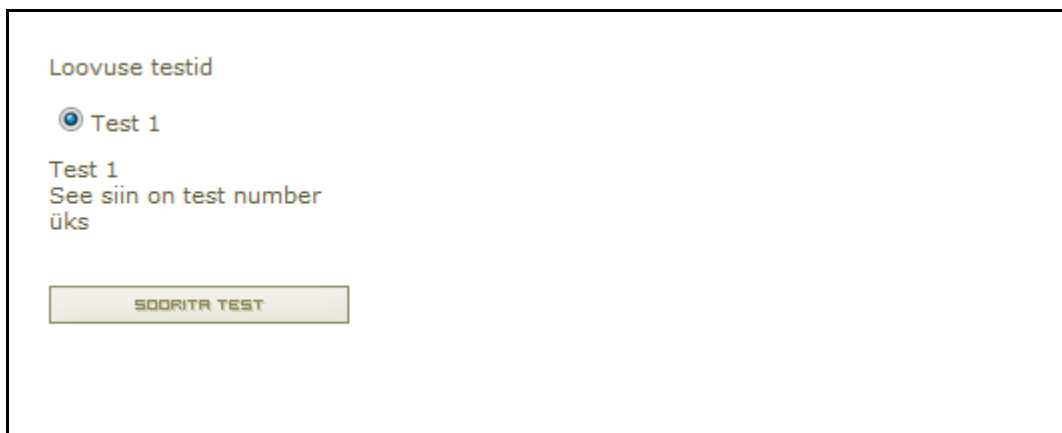 Loovuse testid
Test 1
Test 1
See siin on test number
üks
SOORITA TEST